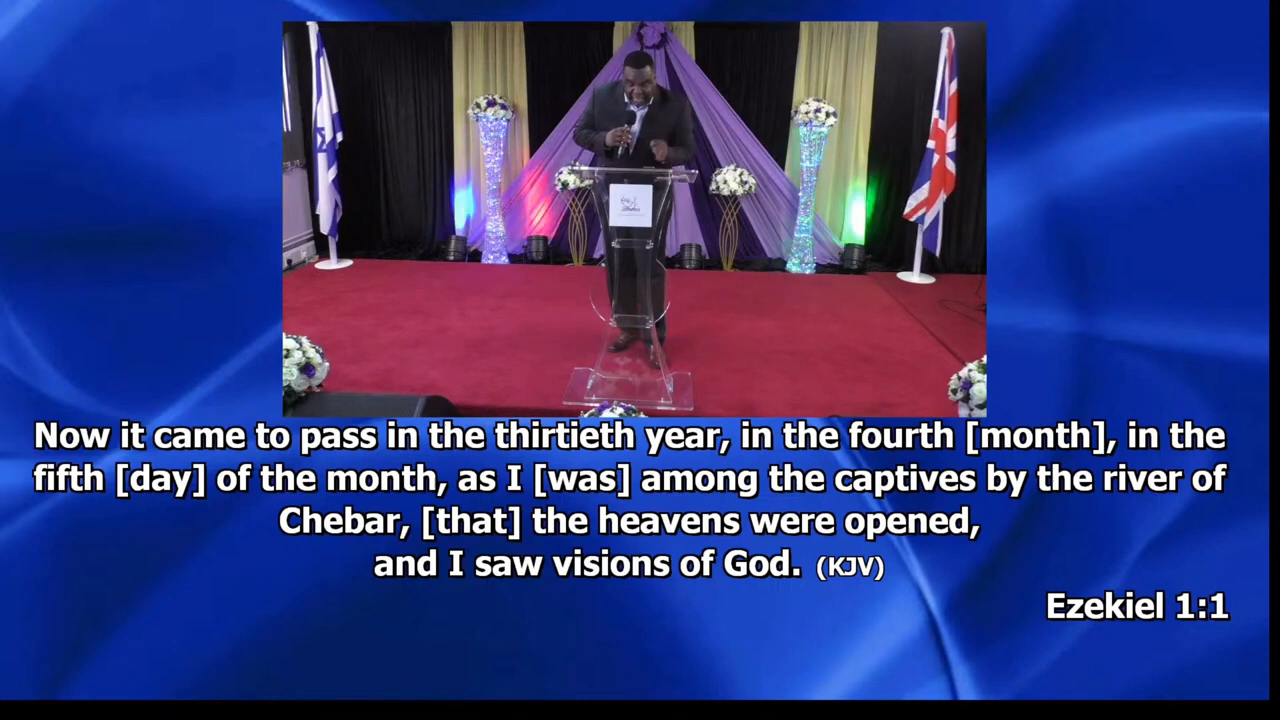 Now it came to pass in the thirtieth year, in the fourth [month], in the
fifth [day] of the month, as I [was] among the captives by the river of
Chebar, [that] the heavens were opened,
and I saw visions of God. (KJV)
Ezekiel 1:1